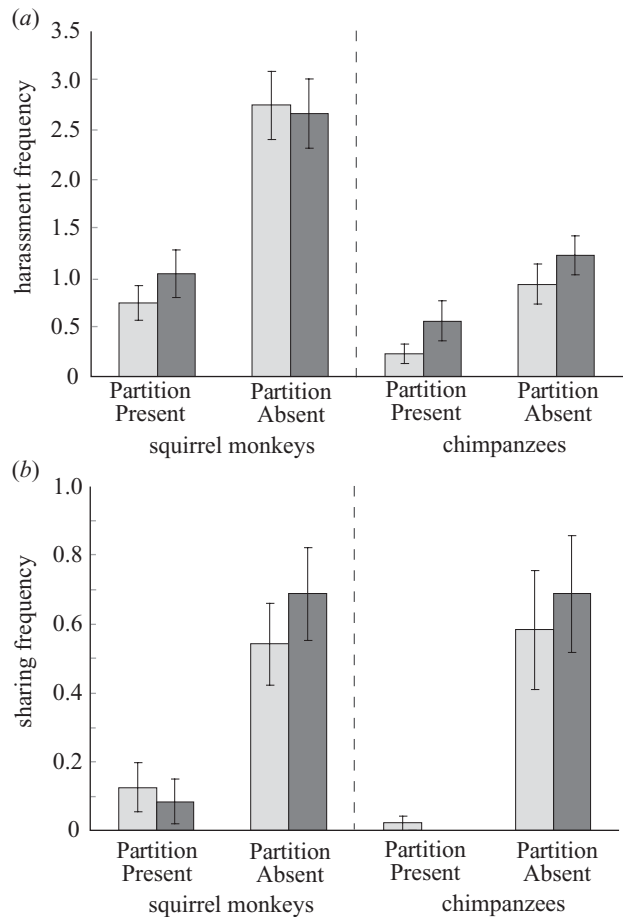 (a)
3.5
3.0
2.5
2.0
1.5
1.0
0.5
0
harassment frequency
Partition Present
Partition Absent
Partition Present
Partition Absent
squirrel monkeys
chimpanzees
(b)
1.0
0.8
0.6
0.4
0.2
0
sharing frequency
Partition Present
Partition Absent
Partition Present
Partition Absent
squirrel monkeys
chimpanzees